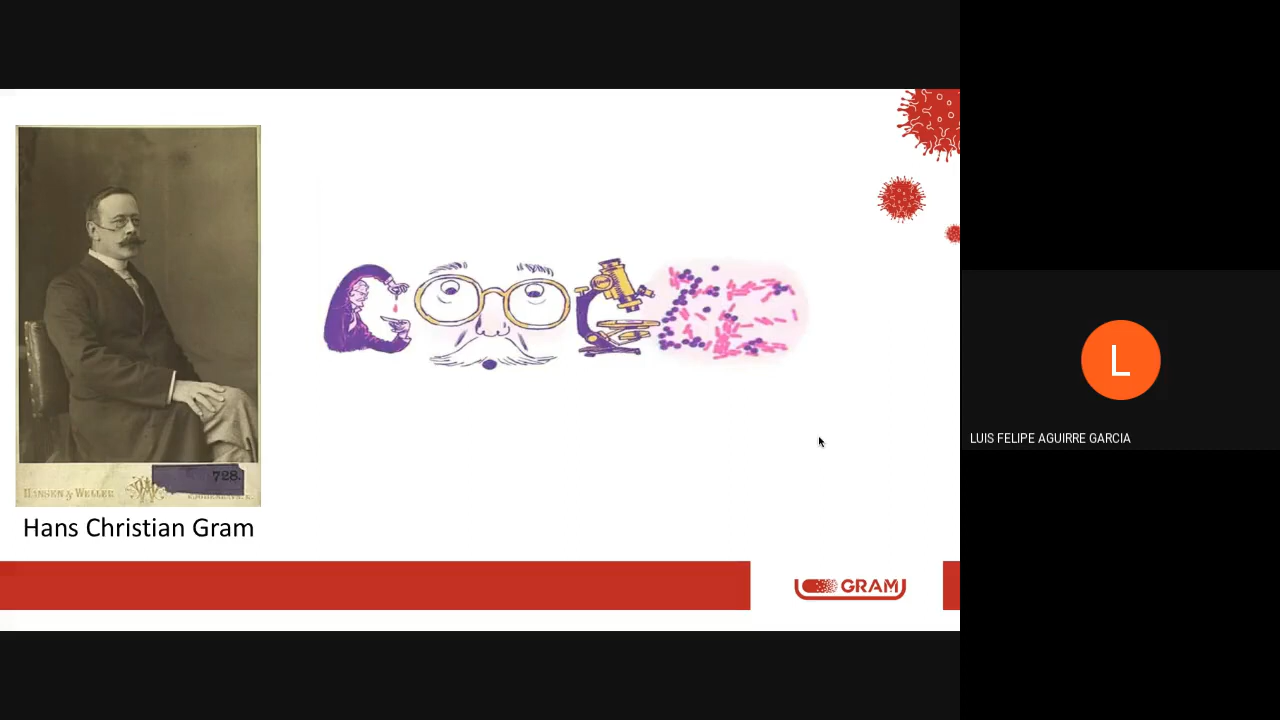 728.
HANSEN & WELLER
Hans Christian Gram
GRAM
L
LUIS FELIPE AGUIRRE GARCIA